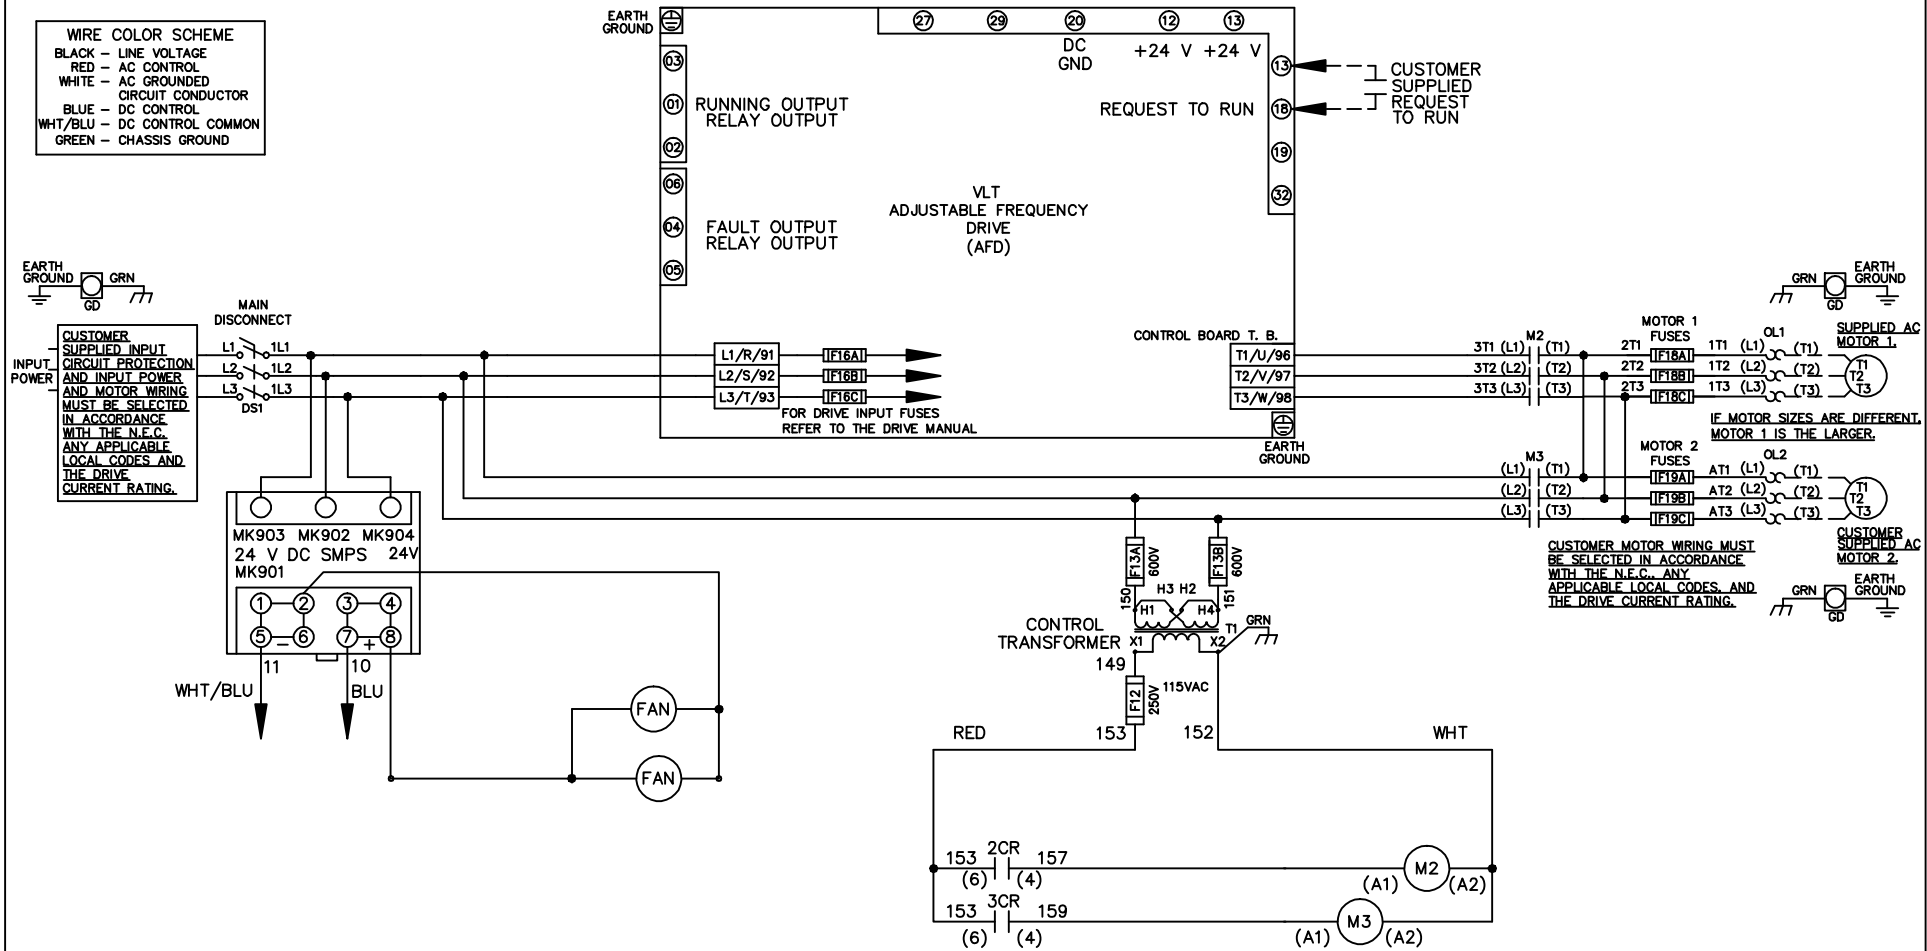 WIRE COLOR SCHEME
BLACK – LINE VOLTAGE
RED – AC CONTROL
WHITE – AC GROUNDED
CIRCUIT CONDUCTOR
BLUE – DC CONTROL
WHT/BLU – DC CONTROL COMMON
GREEN – CHASSIS GROUND
EARTH
GROUND
27
29
20
12
13
DC
GND
+24 V
+24 V
03
01
02
RUNNING OUTPUT
RELAY OUTPUT
06
04
05
FAULT OUTPUT
RELAY OUTPUT
VLT
ADJUSTABLE FREQUENCY
DRIVE
(AFD)
REQUEST TO RUN
13
18
19
32
CUSTOMER
SUPPLIED
REQUEST
TO RUN
EARTH
GROUND
GRN
GD
INPUT
POWER
CUSTOMER
SUPPLIED INPUT
CIRCUIT PROTECTION
AND INPUT POWER
AND MOTOR WIRING
MUST BE SELECTED
IN ACCORDANCE
WITH THE N.E.C.
ANY APPLICABLE
LOCAL CODES AND
THE DRIVE
CURRENT RATING.
MAIN
DISCONNECT
L1
1L1
L2
1L2
L3
1L3
DS1
L1/R/91
F16A
L2/S/92
F16B
L3/T/93
F16C
FOR DRIVE INPUT FUSES
REFER TO THE DRIVE MANUAL
CONTROL BOARD T. B.
T1/U/96
T2/V/97
T3/W/98
EARTH
GROUND
M2
3T1 (L1) (T1)
3T2 (L2) (T2)
3T3 (L3) (T3)
MOTOR 1
FUSES
2T1 F18A 1T1 (L1) (T1)
2T2 F18B 1T2 (L2) (T2)
2T3 F18C 1T3 (L3) (T3)
OL1
T1
T2
T3
GRN
GD
EARTH
GROUND
SUPPLIED AC
MOTOR 1.
IF MOTOR SIZES ARE DIFFERENT,
MOTOR 1 IS THE LARGER.
M3
(L1) (T1)
(L2) (T2)
(L3) (T3)
MOTOR 2
FUSES
F19A AT1 (L1) (T1)
F19B AT2 (L2) (T2)
F19C AT3 (L3) (T3)
OL2
T1
T2
T3
CUSTOMER
SUPPLIED AC
MOTOR 2.
CUSTOMER MOTOR WIRING MUST
BE SELECTED IN ACCORDANCE
WITH THE N.E.C., ANY
APPLICABLE LOCAL CODES, AND
THE DRIVE CURRENT RATING.
GRN
GD
EARTH
GROUND
MK903 MK902 MK904
24 V DC SMPS 24V
MK901
1 2 3 4
5 – 6 7 + 8
11
10
WHT/BLU
BLU
FAN
FAN
F13A
600V
F13B
600V
150
151
H3 H2
H1
H4
CONTROL
TRANSFORMER
X1
X2
T1
GRN
149
F12
250V
115VAC
153
152
RED
WHT
153 2CR 157
(6) (4)
M2
(A1) (A2)
153 3CR 159
(6) (4)
M3
(A1) (A2)